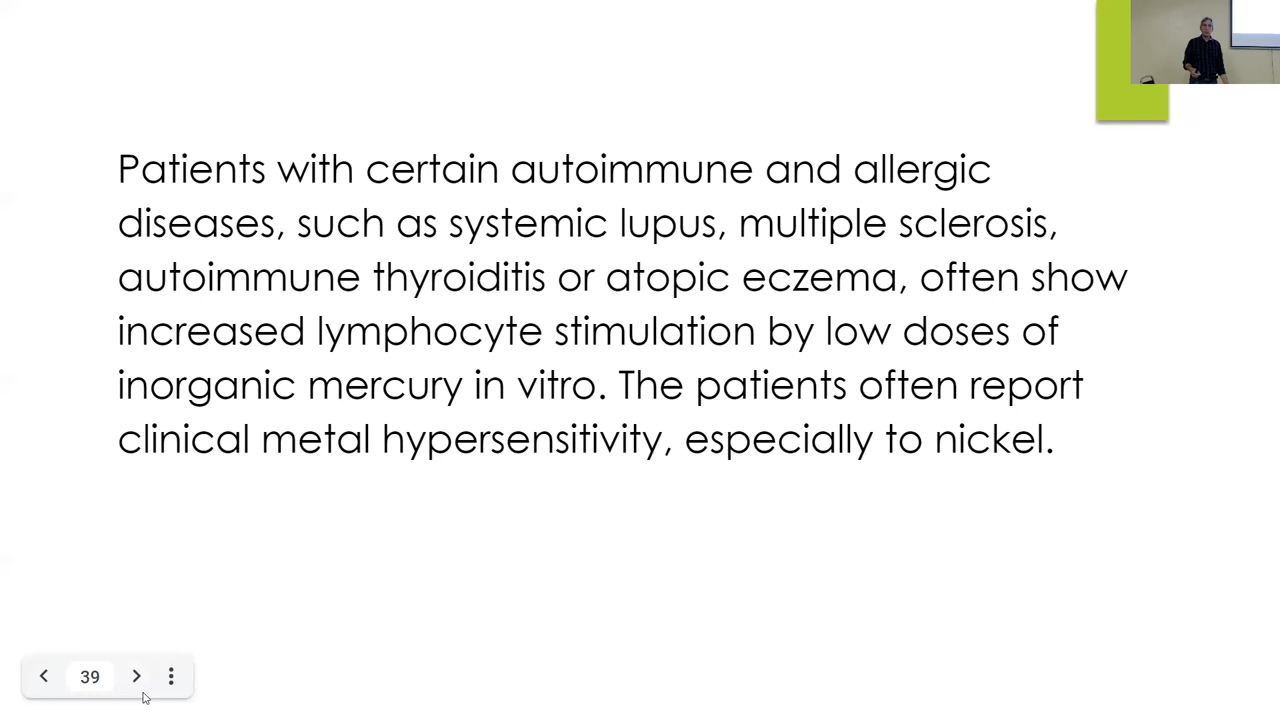 Patients with certain autoimmune and allergic
diseases, such as systemic lupus, multiple sclerosis,
autoimmune thyroiditis or atopic eczema, often show
increased lymphocyte stimulation by low doses of
inorganic mercury in vitro. The patients often report
clinical metal hypersensitivity, especially to nickel.
39